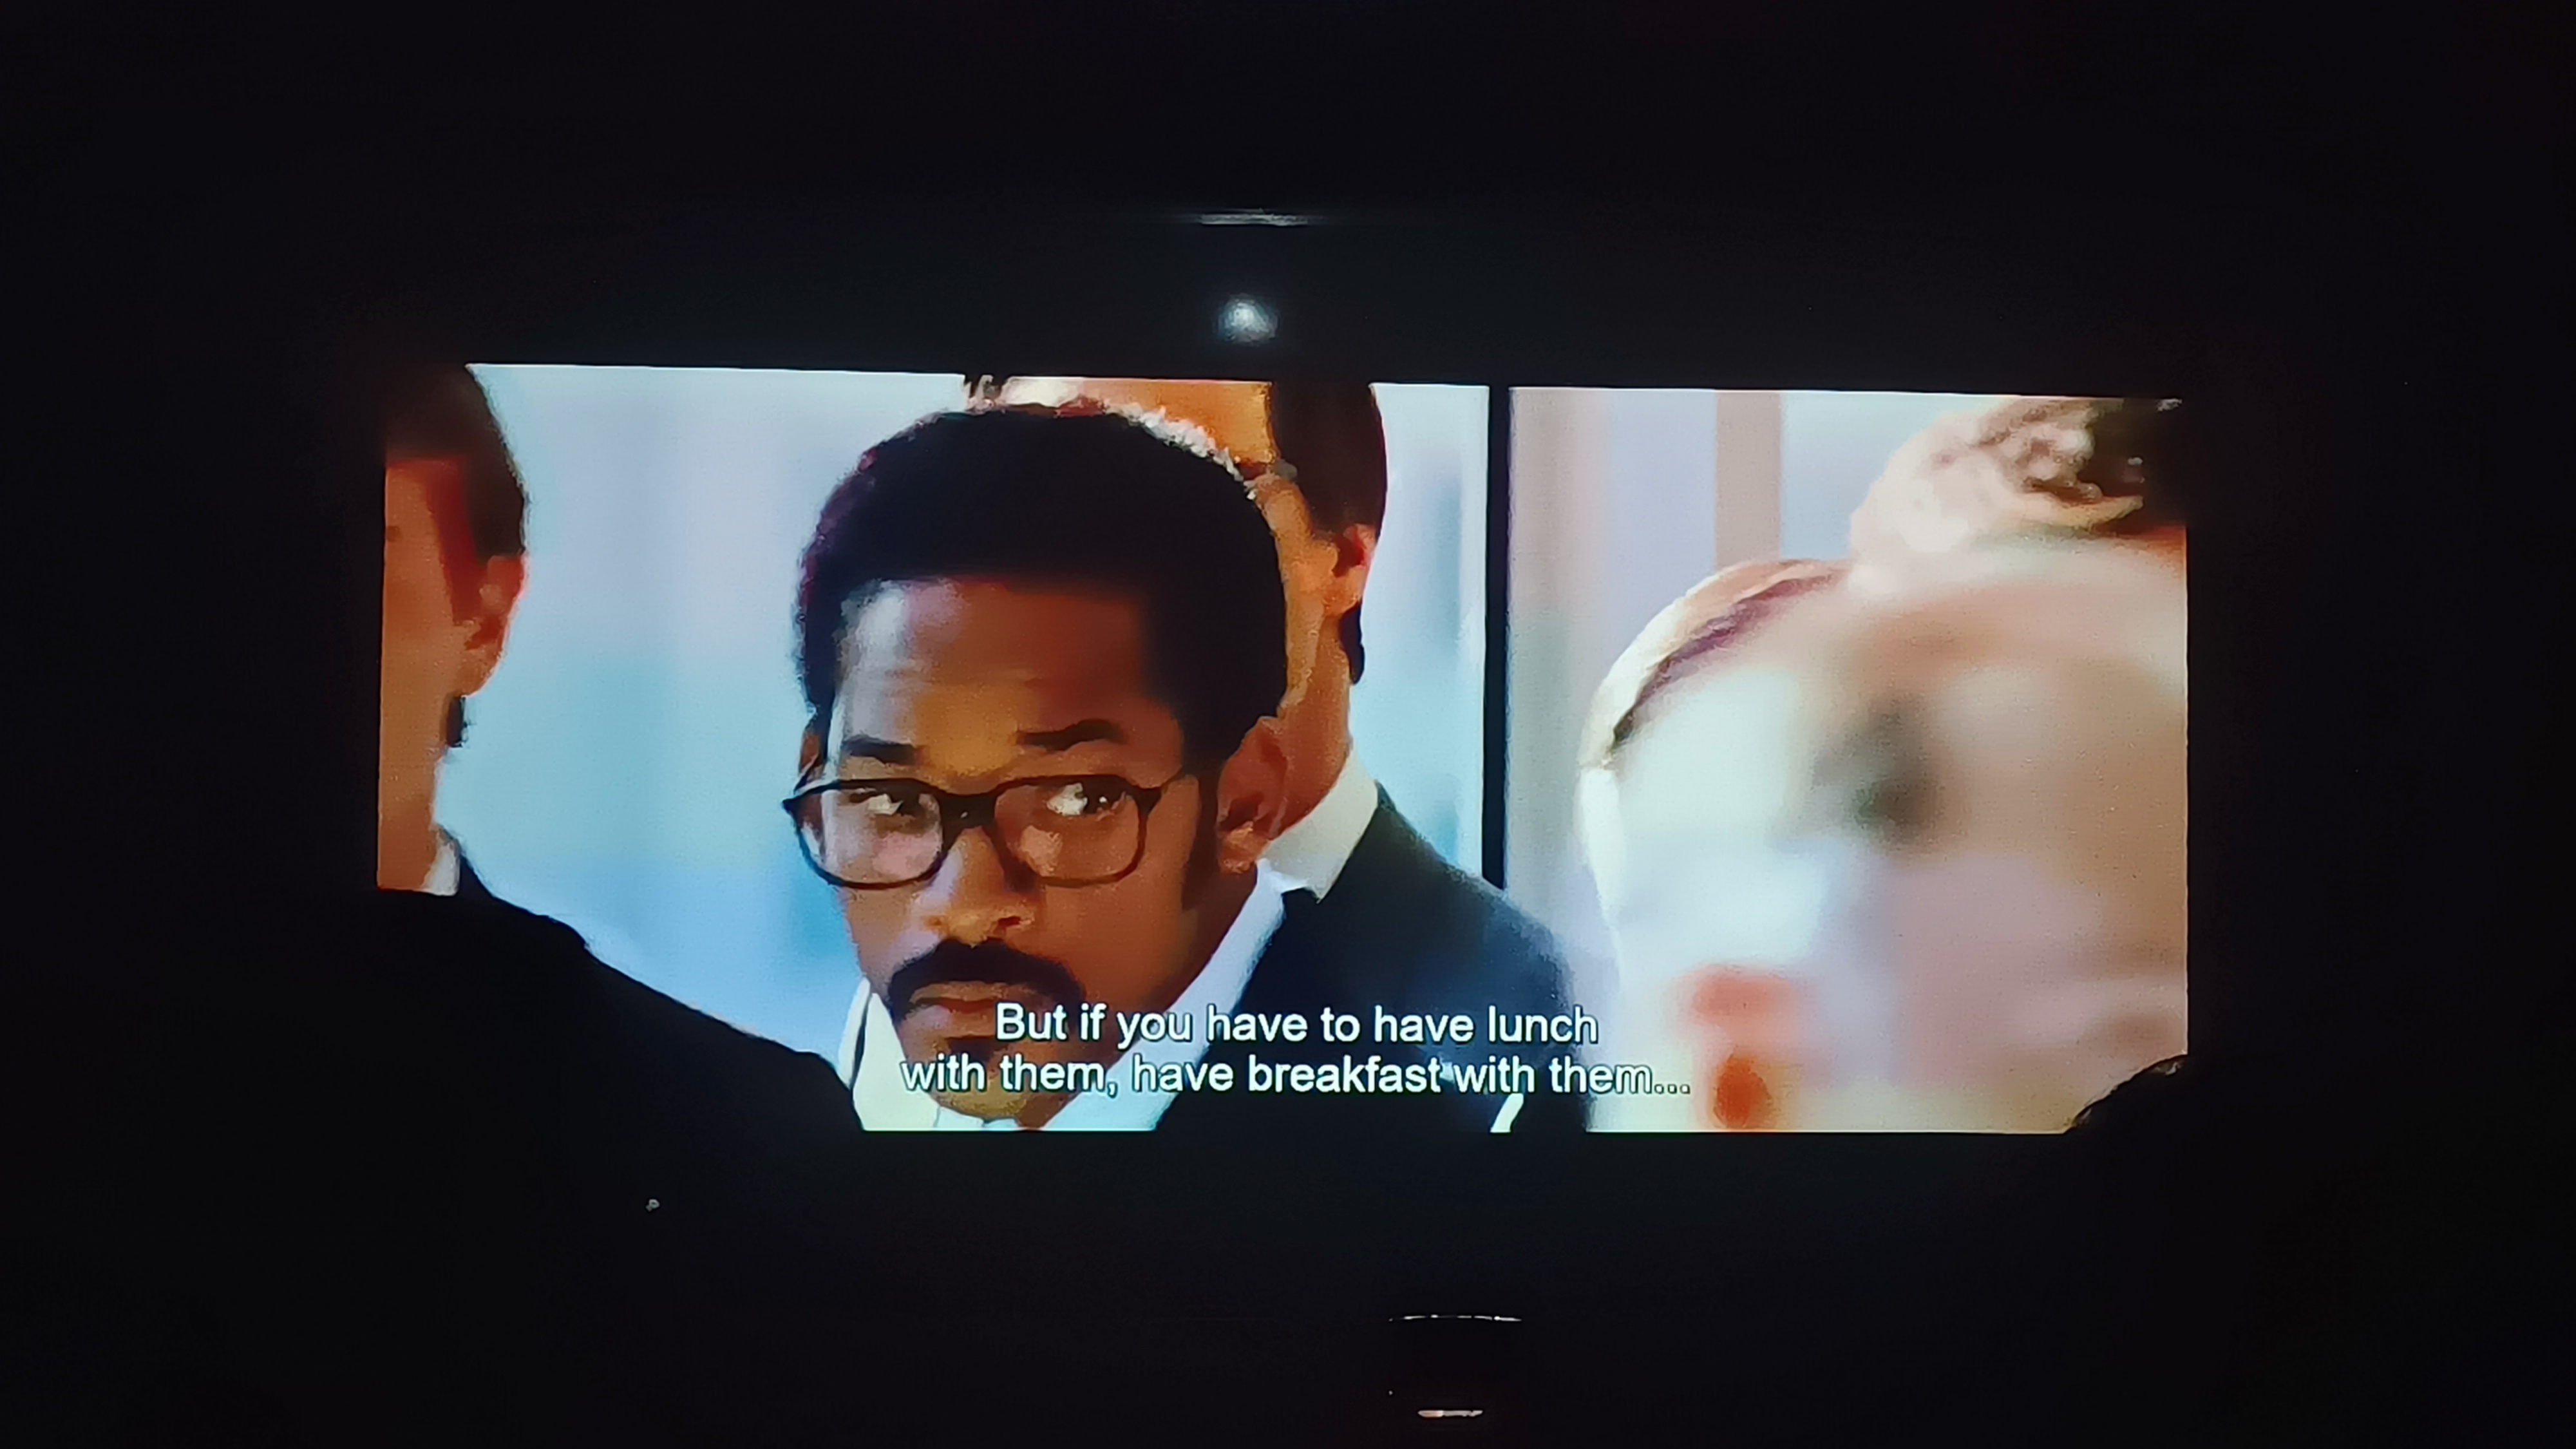 But if you have to have lunch
with them, have breakfast with them...